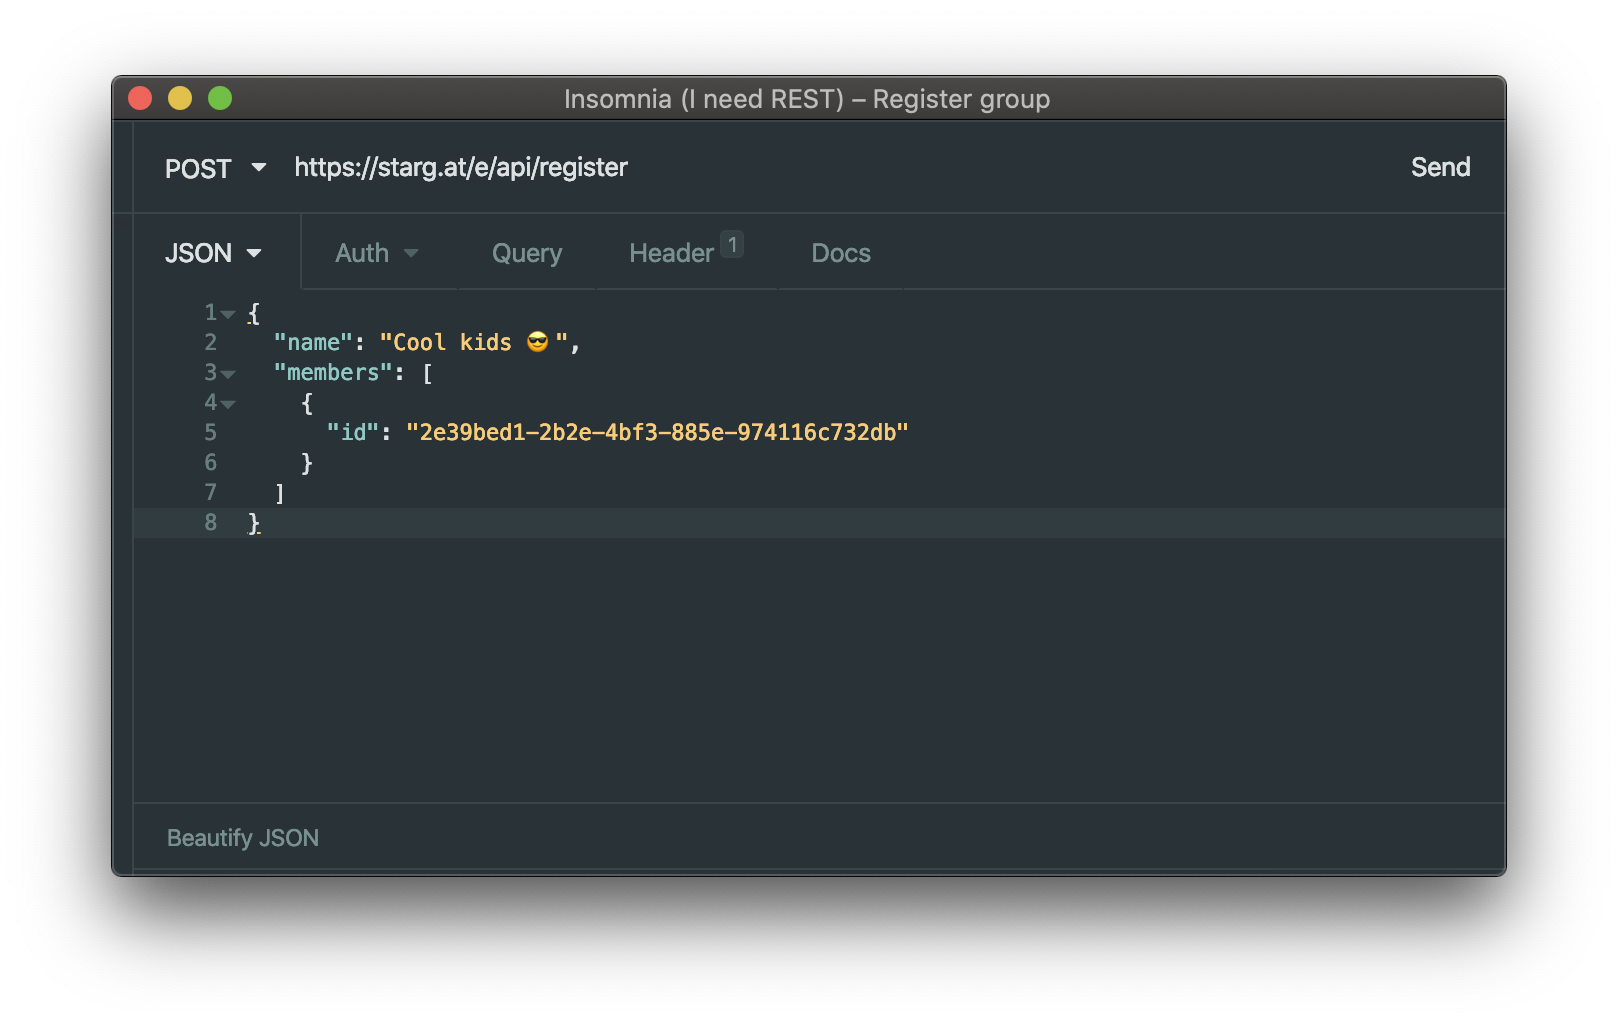 Insomnia (I need REST) – Register group
POST https://starg.at/e/api/register Send
JSON Auth Query Header 1 Docs
1 {
2 "name": "Cool kids 😎",
3 "members": [
4 {
5 "id": "2e39bed1-2b2e-4bf3-885e-974116c732db"
6 }
7 ]
8 }
Beautify JSON